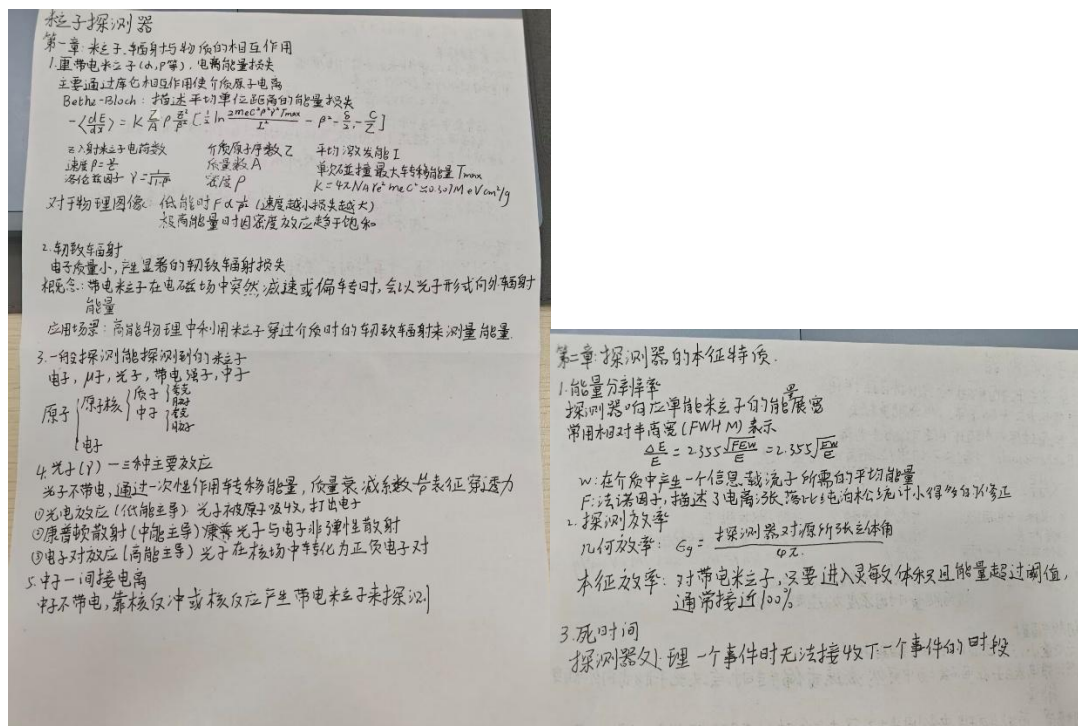 粒子探测器
第一章:粒子、辐射与物质的相互作用
1.重带电粒子(α,p等),电离能量损失
主要通过库仑相互作用使介质原子电离
Bethe-Bloch:描述平均单位距离的能量损失
-⟨dE/dx⟩=K Z/A ρ z²/β² [½ ln 2meC²β²γ²Tmax/I² - β² - δ/2 - C/Z]
z入射粒子电荷数 介质原子序数Z 平均激发能I
速度β=v/c 质量数A 单次碰撞最大转移能量Tmax
洛伦兹因子γ=1/√1-β² 密度ρ K=4πNAre²meC²≈0.307MeVcm²/g
对于物理图像: 低能时F∝1/β²(速度越小损失越大)
极高能量时因密度效应趋于饱和
2.轫致辐射
电子质量小,产生显著的轫致辐射损失
概念:带电粒子在电磁场中突然减速或偏转时,会以光子形式向外辐射
能量
应用场景:高能物理中利用粒子穿过介质时的轫致辐射来测量能量.
3.一般探测能探测到的粒子
电子,μ子,光子,带电强子,中子
原子{原子核{质子{夸克
胶子
中子{夸克
胶子
电子
4.光子(γ)—三种主要效应
光子不带电,通过一次性作用转移能量,质量衰减系数μ/ρ表征穿透力
①光电效应(低能主导)光子被原子吸收,打出电子
②康普顿散射(中能主导)光子与电子非弹性散射
③电子对效应(高能主导)光子在核场中转化为正负电子对
5.中子—间接电离
中子不带电,靠核反冲或核反应产生带电粒子来探测.
第二章:探测器的本征特质.
1.能量分辨率
探测器响应单能粒子的能量展宽
常用相对半高宽(FWHM)表示
ΔE/E=2.355√FEW/E=2.355√FW/E
W:在介质中产生一个信息载流子所需的平均能量
F:法诺因子,描述了电离涨落比纯泊松统计小得多的修正
2.探测效率
几何效率: εg=探测器对源所张立体角/4π.
本征效率:对带电粒子,只要进入灵敏体积且能量超过阈值,
通常接近100%
3.死时间
探测器处理一个事件时无法接收下一个事件的时段